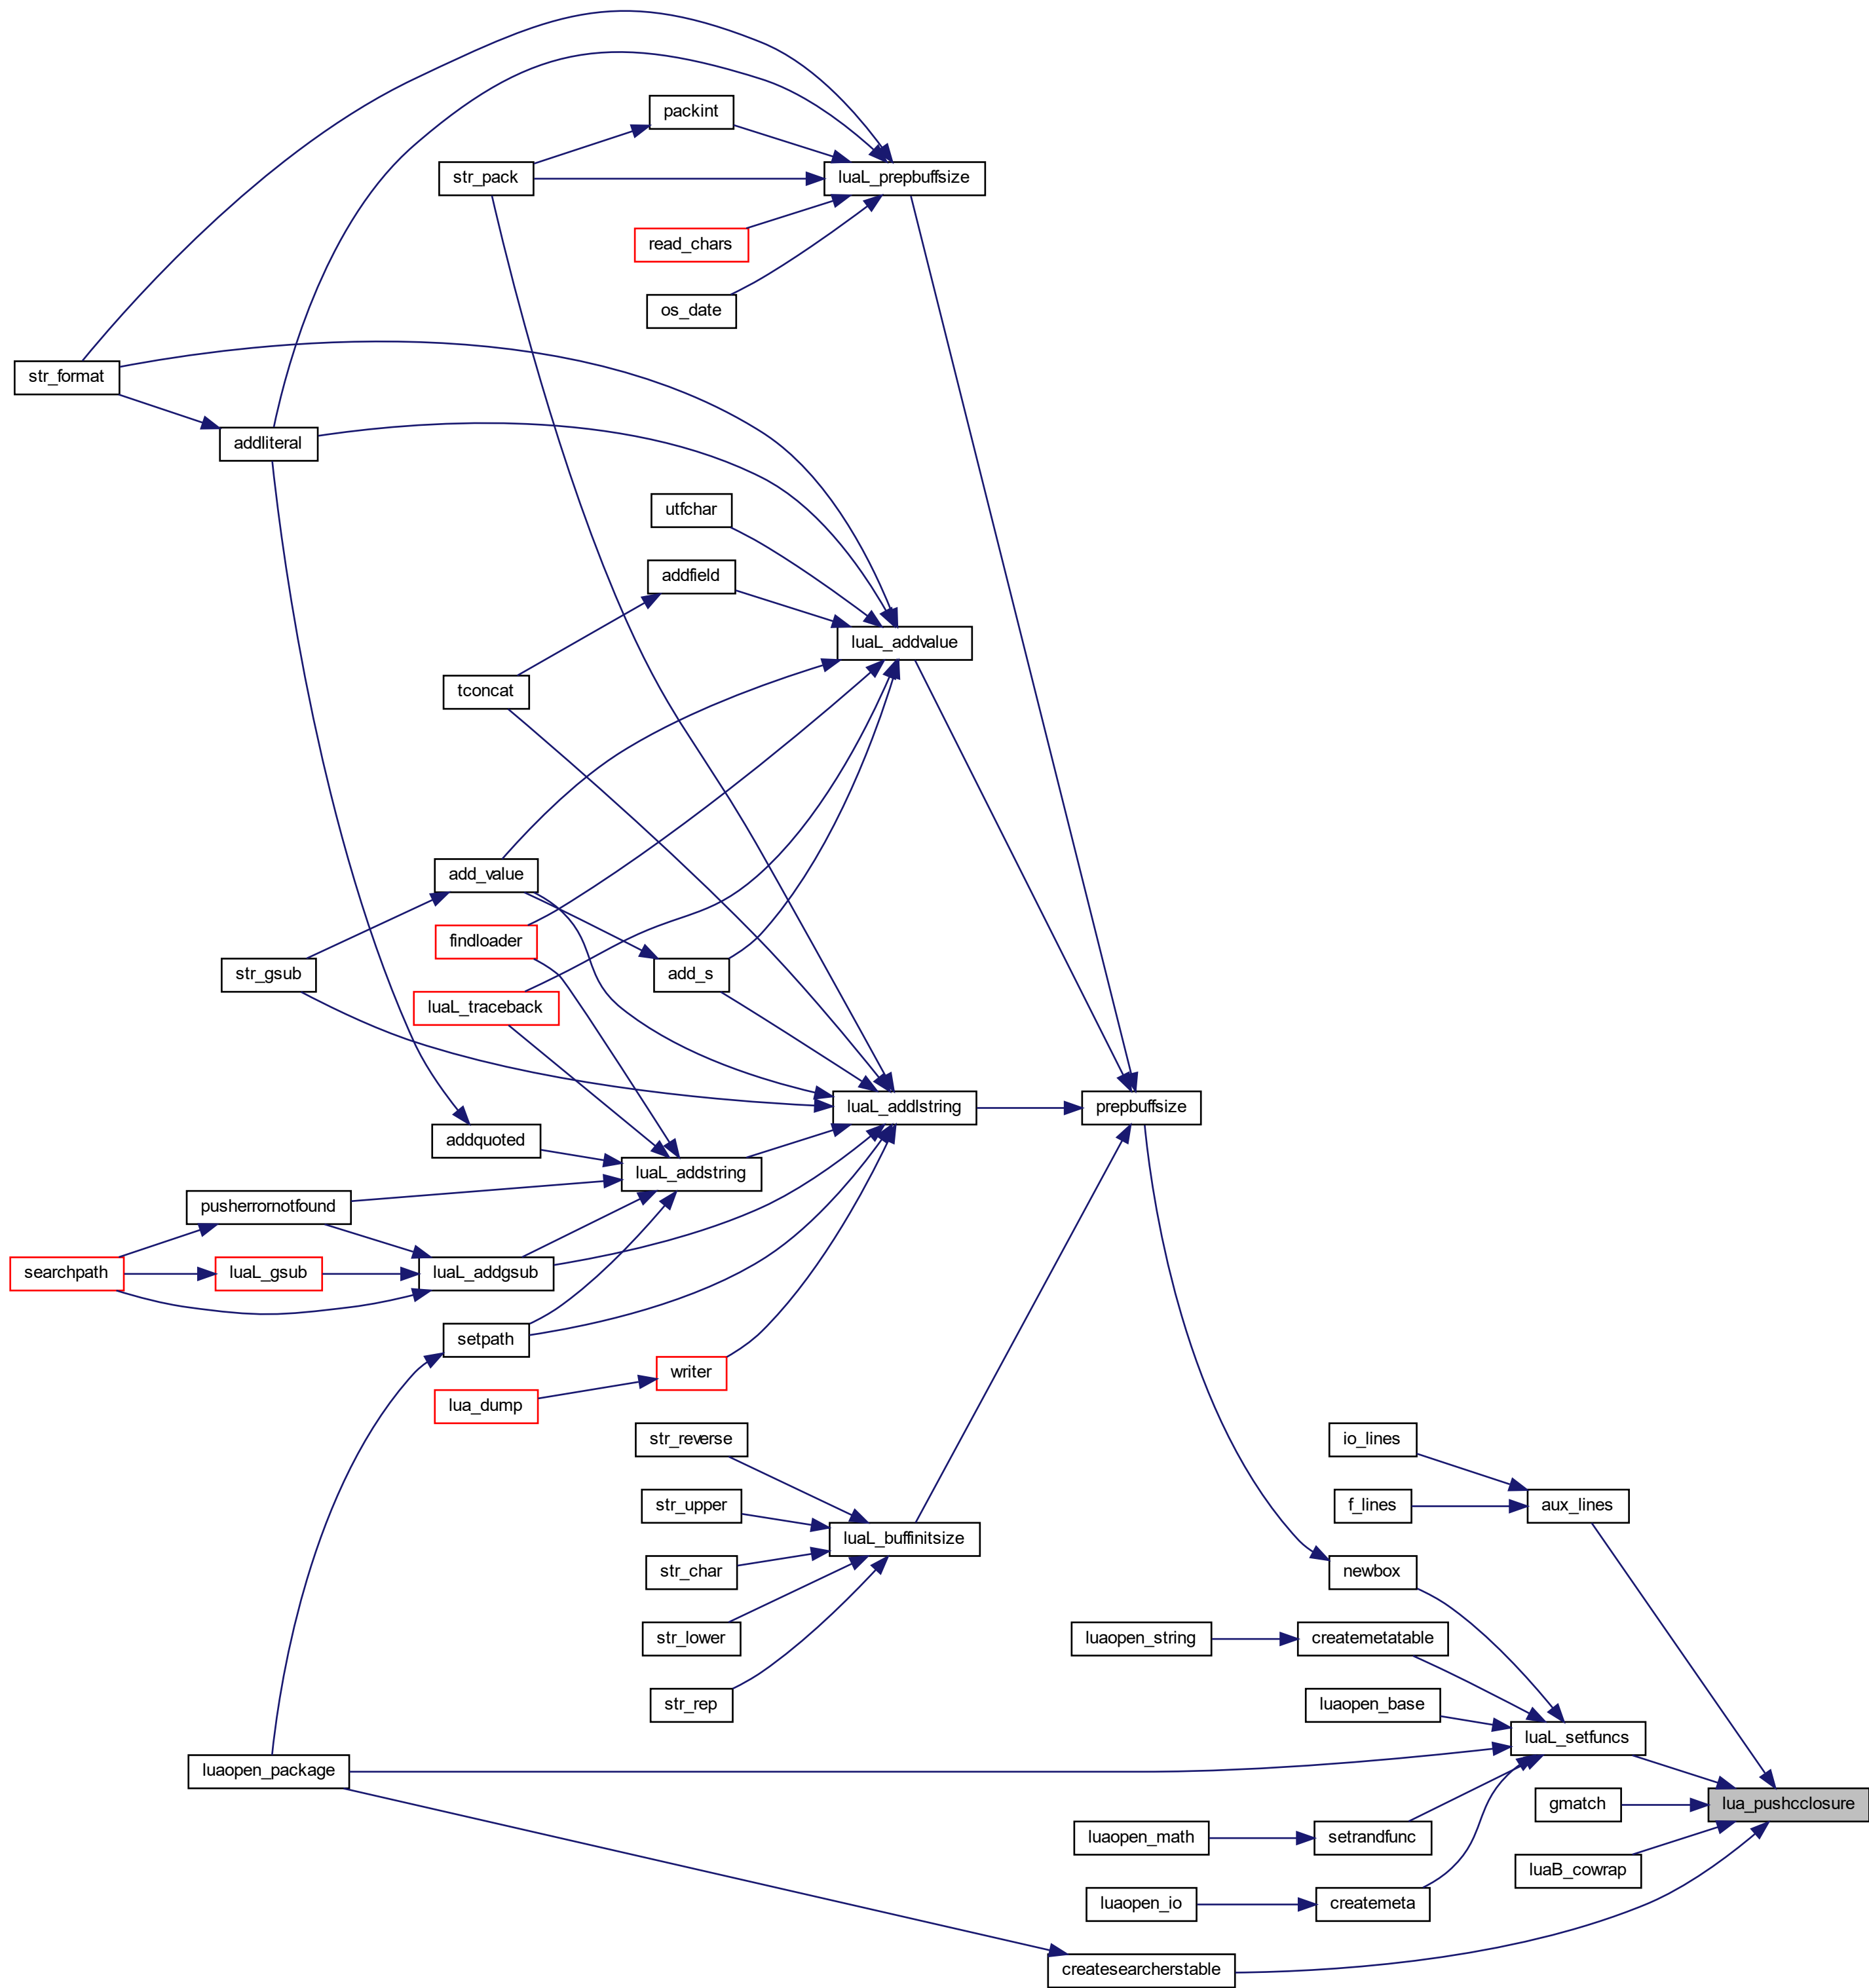 packint
str_pack
luaL_prepbuffsize
read_chars
os_date
str_format
addliteral
utfchar
addfield
luaL_addvalue
tconcat
add_value
findloader
str_gsub
add_s
luaL_traceback
luaL_addlstring
prepbuffsize
addquoted
luaL_addstring
pusherrornotfound
searchpath
luaL_gsub
luaL_addgsub
setpath
writer
lua_dump
str_reverse
io_lines
str_upper
f_lines
aux_lines
luaL_buffinitsize
str_char
newbox
str_lower
luaopen_string
createmetatable
str_rep
luaopen_base
luaL_setfuncs
luaopen_package
gmatch
lua_pushcclosure
luaopen_math
setrandfunc
luaB_cowrap
luaopen_io
createmeta
createsearcherstable